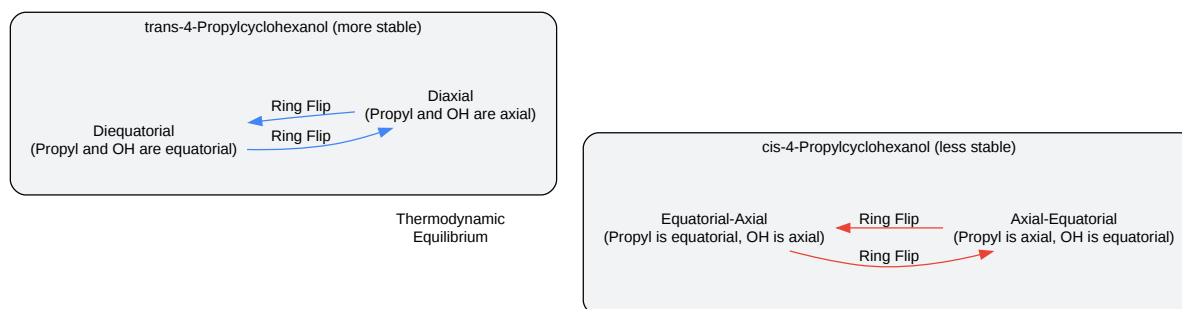 trans-4-Propylcyclohexanol (more stable)
Diaxial
(Propyl and OH are axial)
Ring Flip
Diequatorial
(Propyl and OH are equatorial)
Ring Flip
Thermodynamic
Equilibrium
cis-4-Propylcyclohexanol (less stable)
Equatorial-Axial
(Propyl is equatorial, OH is axial)
Ring Flip
Axial-Equatorial
(Propyl is axial, OH is equatorial)
Ring Flip